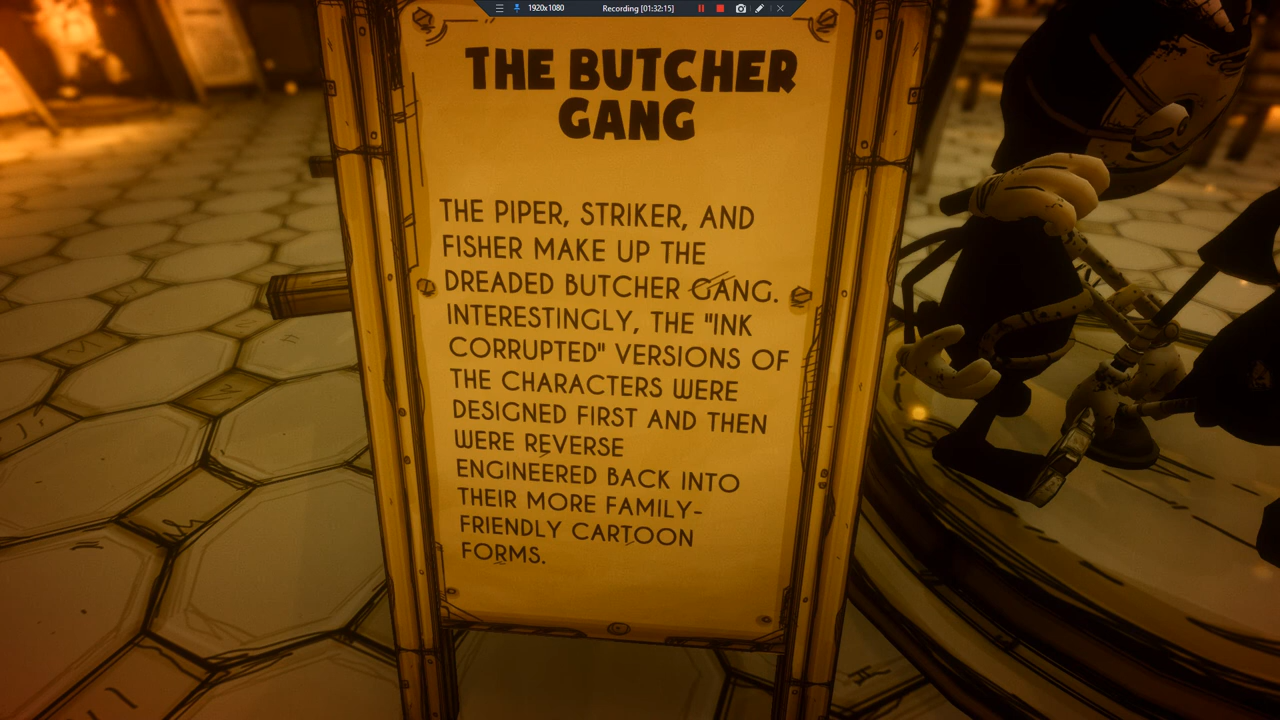 1920x1080
Recording [01:32:15]
THE BUTCHER
GANG
THE PIPER, STRIKER, AND
FISHER MAKE UP THE
DREADED BUTCHER GANG.
INTERESTINGLY, THE "INK
CORRUPTED" VERSIONS OF
THE CHARACTERS WERE
DESIGNED FIRST AND THEN
WERE REVERSE
ENGINEERED BACK INTO
THEIR MORE FAMILY-
FRIENDLY CARTOON
FORMS.